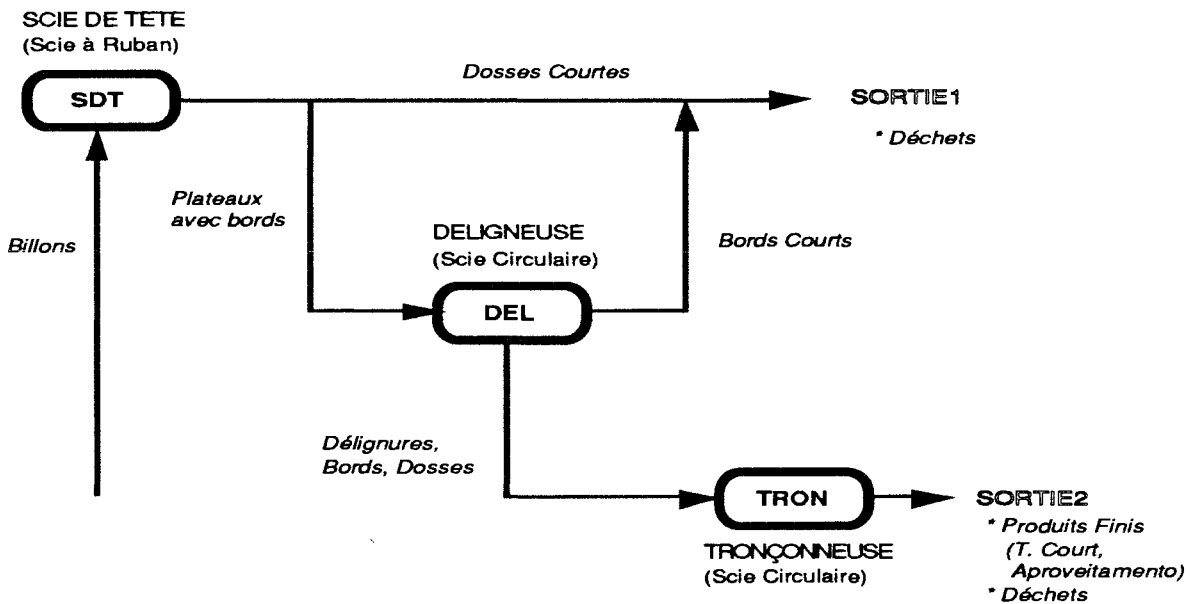 SCIE DE TETE
(Scie à Ruban)
SDT
Dosses Courtes
SORTIE1
* Déchets
Plateaux
avec bords
Billons
DELIGNEUSE
(Scie Circulaire)
Bords Courts
DEL
Délignures,
Bords, Dosses
TRON
SORTIE2
* Produits Finis
(T. Court,
Aproveitamento)
* Déchets
TRONÇONNEUSE
(Scie Circulaire)